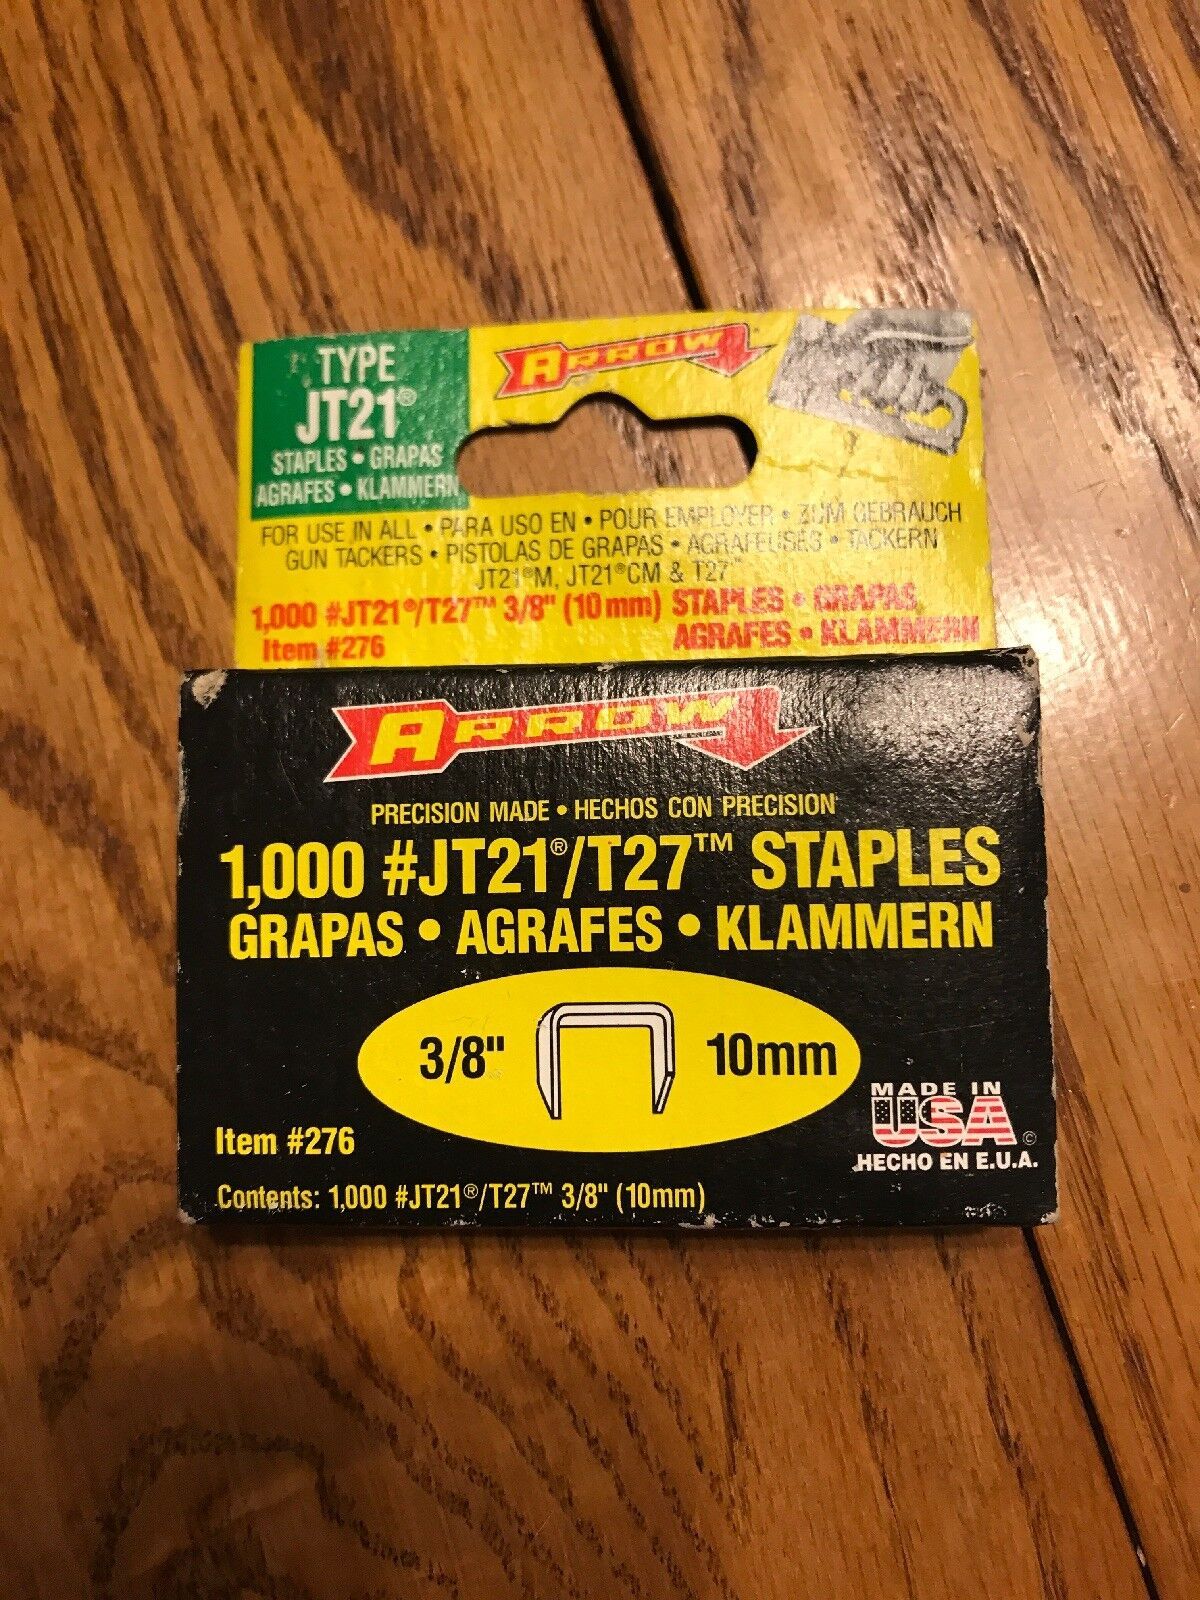 TYPE
JT21®
STAPLES • GRAPAS
AGRAFES • KLAMMERN
ARROW
FOR USE IN ALL • PARA USO EN • POUR EMPLOYER • ZUM GEBRAUCH
GUN TACKERS • PISTOLAS DE GRAPAS • AGRAFEUSES • TACKERN
JT21®M, JT21®CM & T27™
1,000 #JT21®/T27™ 3/8" (10mm) STAPLES • GRAPAS
Item #276 AGRAFES • KLAMMERN
ARROW
PRECISION MADE • HECHOS CON PRECISION
1,000 #JT21®/T27™ STAPLES
GRAPAS • AGRAFES • KLAMMERN
3/8" 10mm
MADE IN
USA©
HECHO EN E.U.A.
Item #276
Contents: 1,000 #JT21®/T27™ 3/8" (10mm)